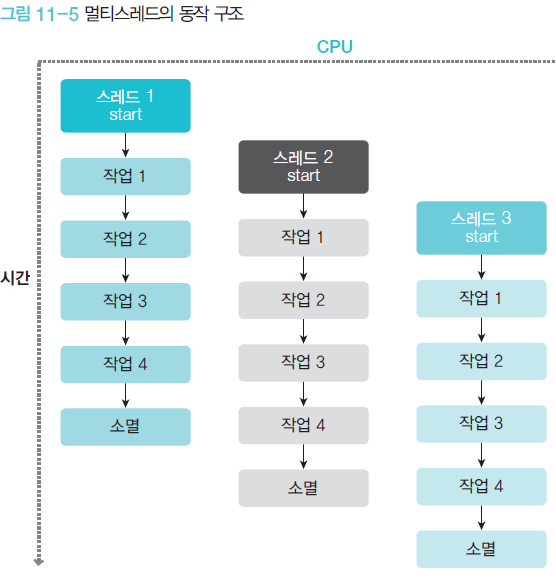 그림 11-5 멀티스레드의 동작 구조
CPU
시간
스레드 1
start
작업 1
작업 2
작업 3
작업 4
소멸
스레드 2
start
작업 1
작업 2
작업 3
작업 4
소멸
스레드 3
start
작업 1
작업 2
작업 3
작업 4
소멸